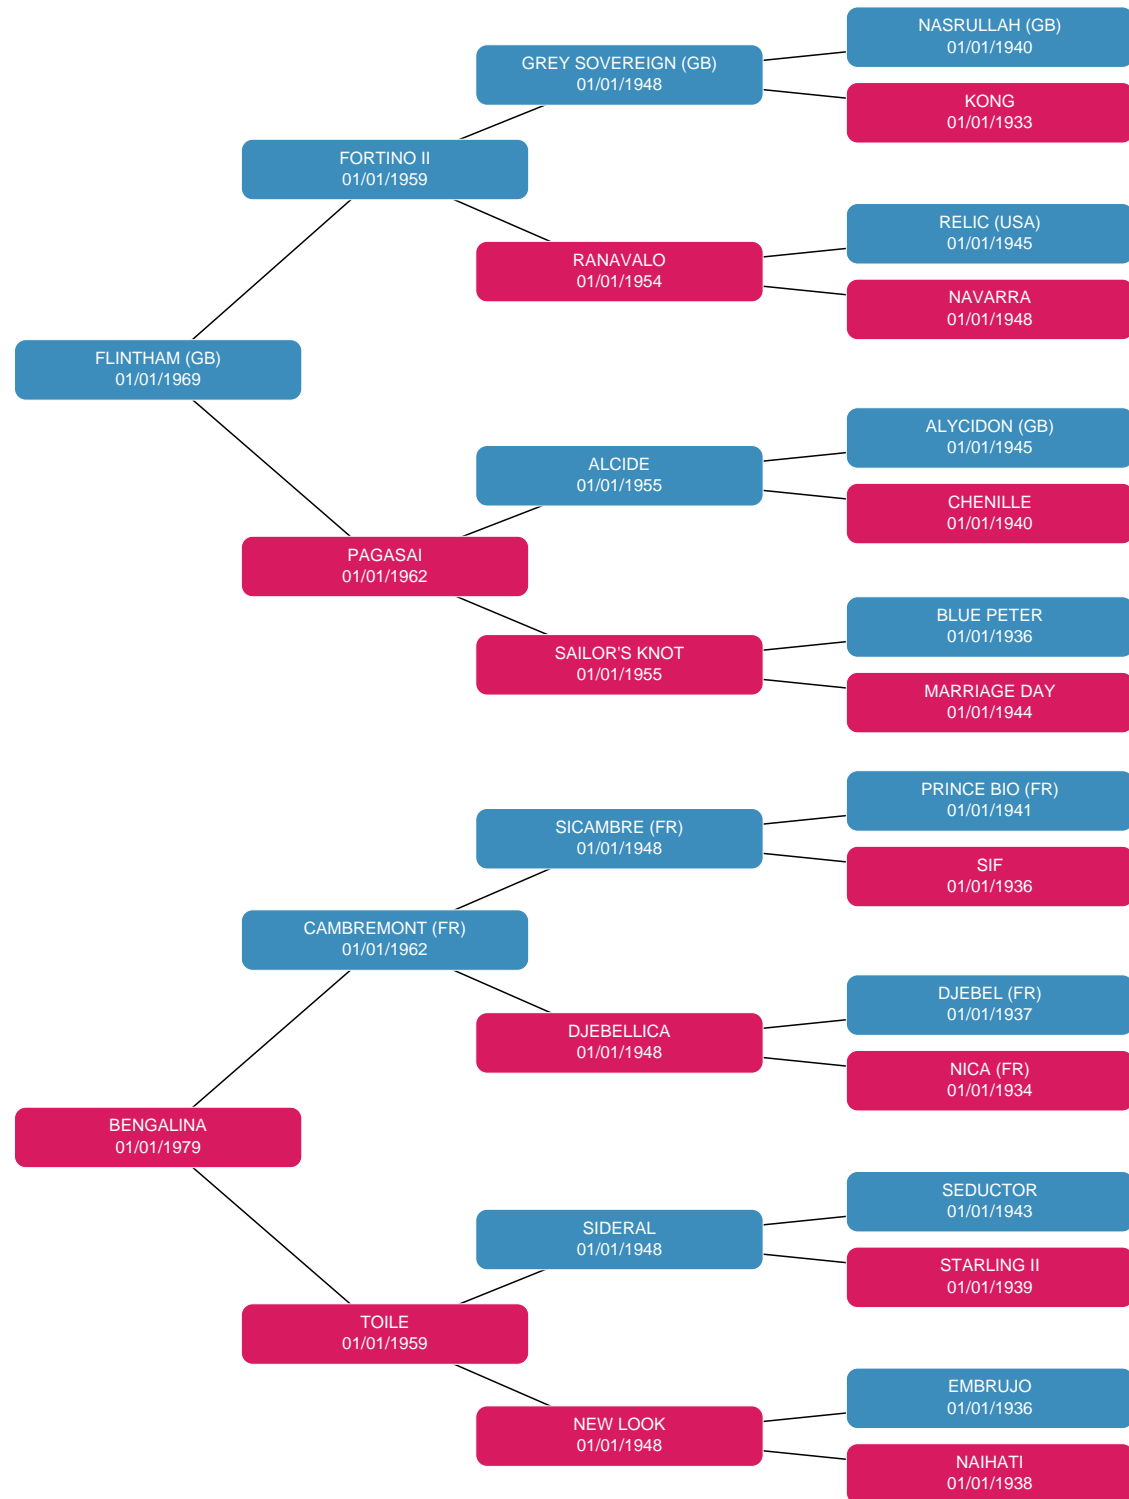 NASRULLAH (GB)
01/01/1940
GREY SOVEREIGN (GB)
01/01/1948
KONG
01/01/1933
FORTINO II
01/01/1959
RELIC (USA)
01/01/1945
RANAVALO
01/01/1954
NAVARRA
01/01/1948
FLINTHAM (GB)
01/01/1969
ALYCIDON (GB)
01/01/1945
ALCIDE
01/01/1955
CHENILLE
01/01/1940
PAGASAI
01/01/1962
BLUE PETER
01/01/1936
SAILOR'S KNOT
01/01/1955
MARRIAGE DAY
01/01/1944
PRINCE BIO (FR)
01/01/1941
SICAMBRE (FR)
01/01/1948
SIF
01/01/1936
CAMBREMONT (FR)
01/01/1962
DJEBEL (FR)
01/01/1937
DJEBELLICA
01/01/1948
NICA (FR)
01/01/1934
BENGALINA
01/01/1979
SEDUCTOR
01/01/1943
SIDERAL
01/01/1948
STARLING II
01/01/1939
TOILE
01/01/1959
EMBRUJO
01/01/1936
NEW LOOK
01/01/1948
NAIHATI
01/01/1938